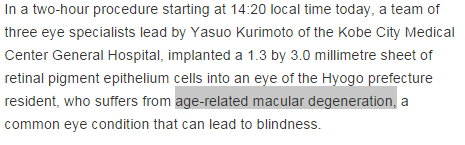 In a two-hour procedure starting at 14:20 local time today, a team of
three eye specialists lead by Yasuo Kurimoto of the Kobe City Medical
Center General Hospital, implanted a 1.3 by 3.0 millimetre sheet of
retinal pigment epithelium cells into an eye of the Hyogo prefecture
resident, who suffers from age-related macular degeneration, a
common eye condition that can lead to blindness.